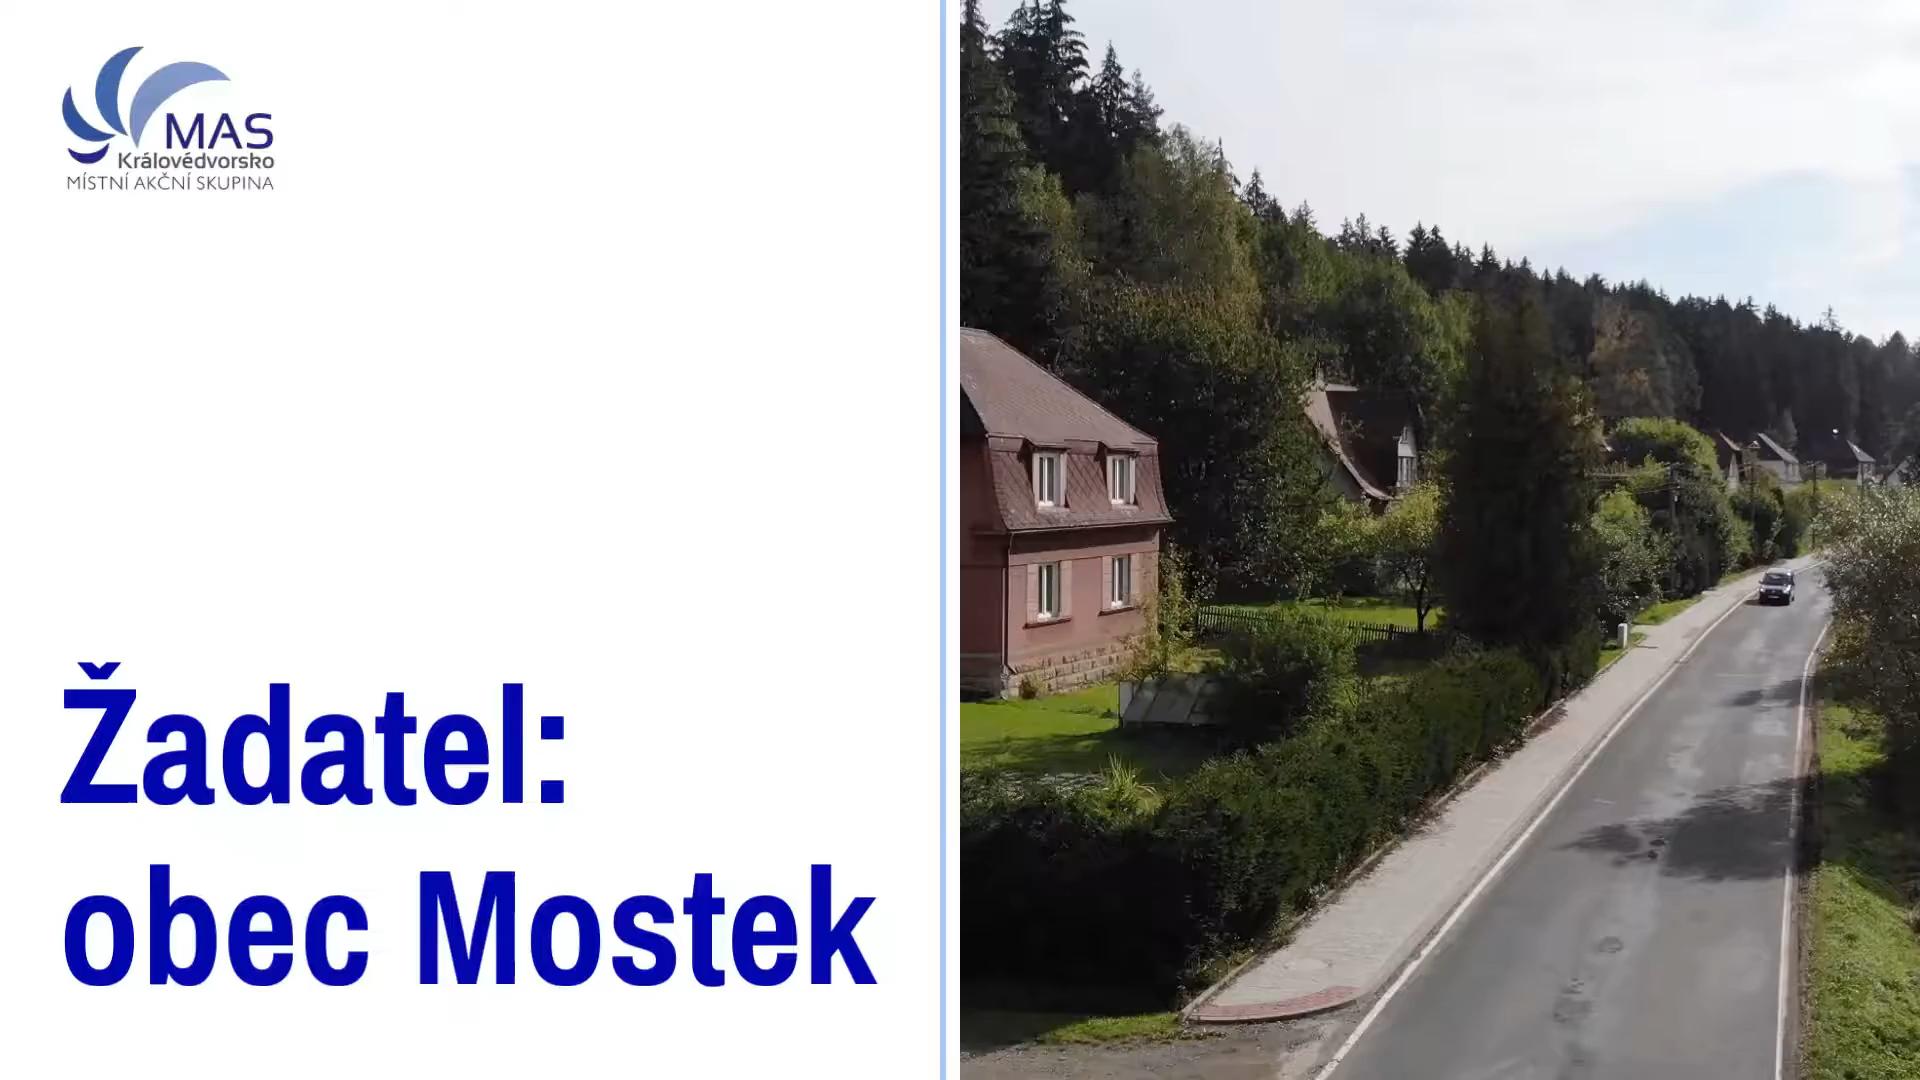 MAS
Královédvorsko
MÍSTNÍ AKČNÍ SKUPINA
Žadatel:
obec Mostek